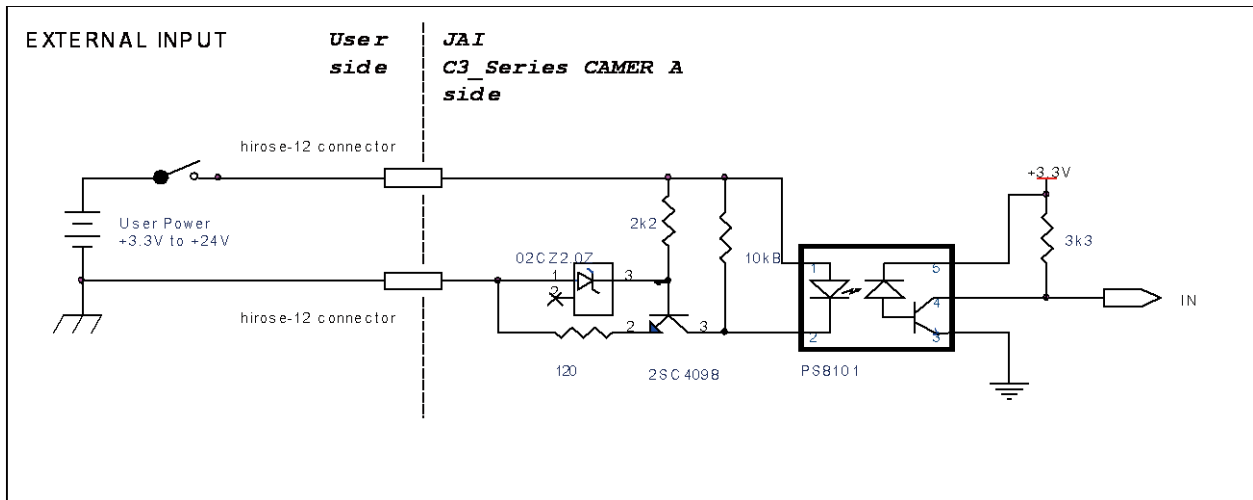 EXTERNAL INPUT
User side
JAI
C3_Series CAMER A
side
hirose-12 connector
+3.3V
User Power
+3.3V to +24V
2k2
3k3
02CZ2.0Z
10kB
1
3
2
1
5
4
IN
hirose-12 connector
2
3
2
3
120
2SC4098
PS8101